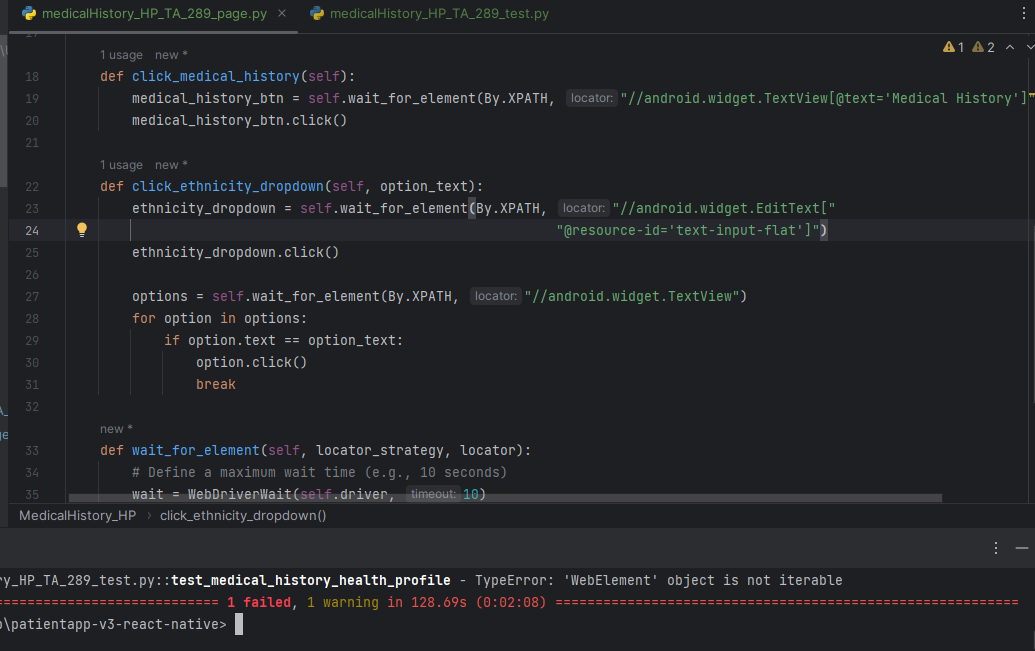 medicalHistory_HP_TA_289_page.py × medicalHistory_HP_TA_289_test.py
17
1 usage new *
1 2
18 def click_medical_history(self):
19 medical_history_btn = self.wait_for_element(By.XPATH, locator: "//android.widget.TextView[@text='Medical History']"
20 medical_history_btn.click()
21
1 usage new *
22 def click_ethnicity_dropdown(self, option_text):
23 ethnicity_dropdown = self.wait_for_element(By.XPATH, locator: "//android.widget.EditText["
24 "@resource-id='text-input-flat']")
25 ethnicity_dropdown.click()
26
27 options = self.wait_for_element(By.XPATH, locator: "//android.widget.TextView")
28 for option in options:
29 if option.text == option_text:
30 option.click()
31 break
32
new *
33 def wait_for_element(self, locator_strategy, locator):
34 # Define a maximum wait time (e.g., 10 seconds)
35 wait = WebDriverWait(self.driver, timeout: 10)
MedicalHistory_HP › click_ethnicity_dropdown()
ry_HP_TA_289_test.py::test_medical_history_health_profile - TypeError: 'WebElement' object is not iterable
=========================== 1 failed, 1 warning in 128.69s (0:02:08) ==========================================================
\patientapp-v3-react-native>